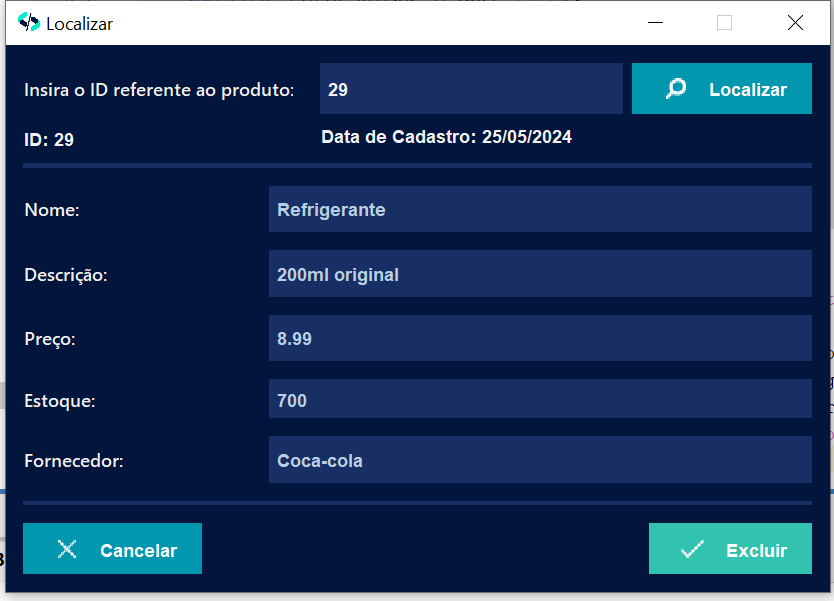 Localizar
Insira o ID referente ao produto: 29 Localizar
ID: 29 Data de Cadastro: 25/05/2024
Nome: Refrigerante
Descrição: 200ml original
Preço: 8.99
Estoque: 700
Fornecedor: Coca-cola
Cancelar Excluir